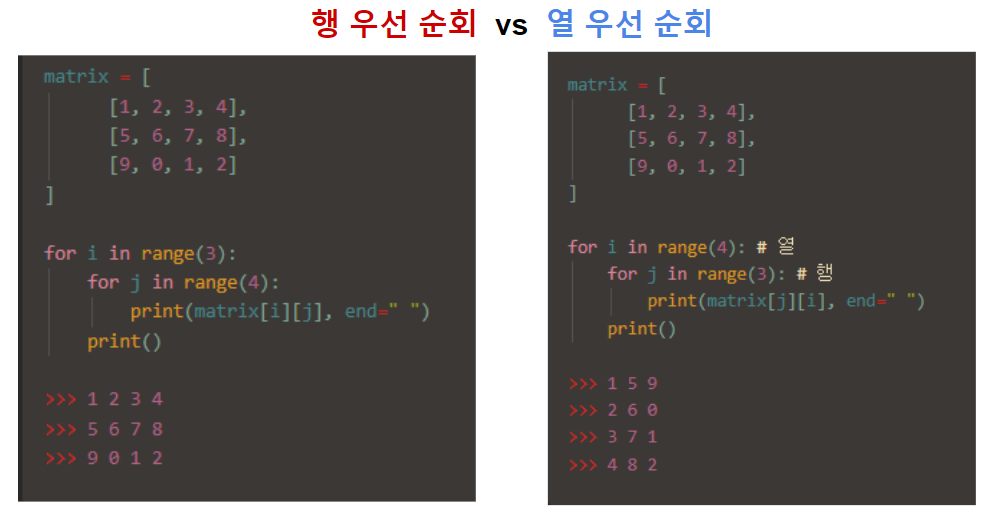 행 우선 순회 vs 열 우선 순회
matrix = [
[1, 2, 3, 4],
[5, 6, 7, 8],
[9, 0, 1, 2]
]
for i in range(3):
for j in range(4):
print(matrix[i][j], end=" ")
print()
>>> 1 2 3 4
>>> 5 6 7 8
>>> 9 0 1 2
matrix = [
[1, 2, 3, 4],
[5, 6, 7, 8],
[9, 0, 1, 2]
]
for i in range(4): # 열
for j in range(3): # 행
print(matrix[j][i], end=" ")
print()
>>> 1 5 9
>>> 2 6 0
>>> 3 7 1
>>> 4 8 2